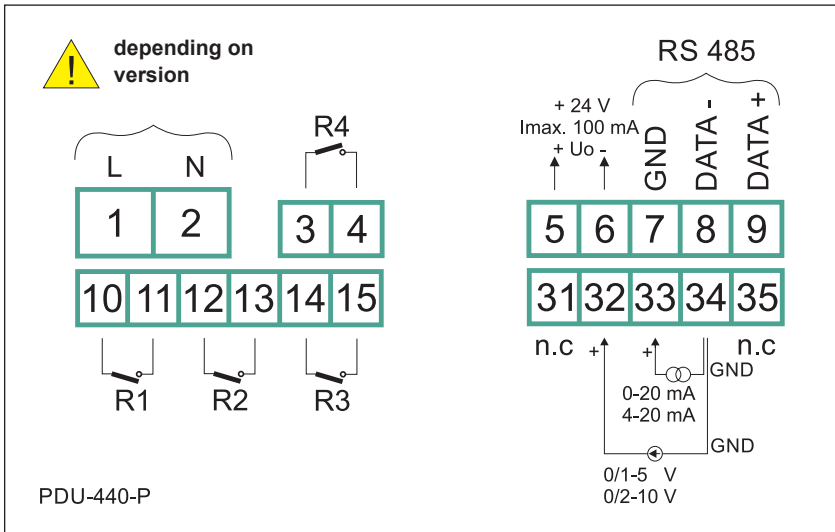 !
depending on
version
L N
R4
1 2
3 4
10 11 12 13 14 15
R1 R2 R3
PDU-440-P
RS 485
+ 24 V
Imax. 100 mA
+ Uo -
GND
DATA -
DATA +
5 6 7 8 9
31 32 33 34 35
n.c + + n.c
GND
0-20 mA
4-20 mA
GND
0/1-5 V
0/2-10 V